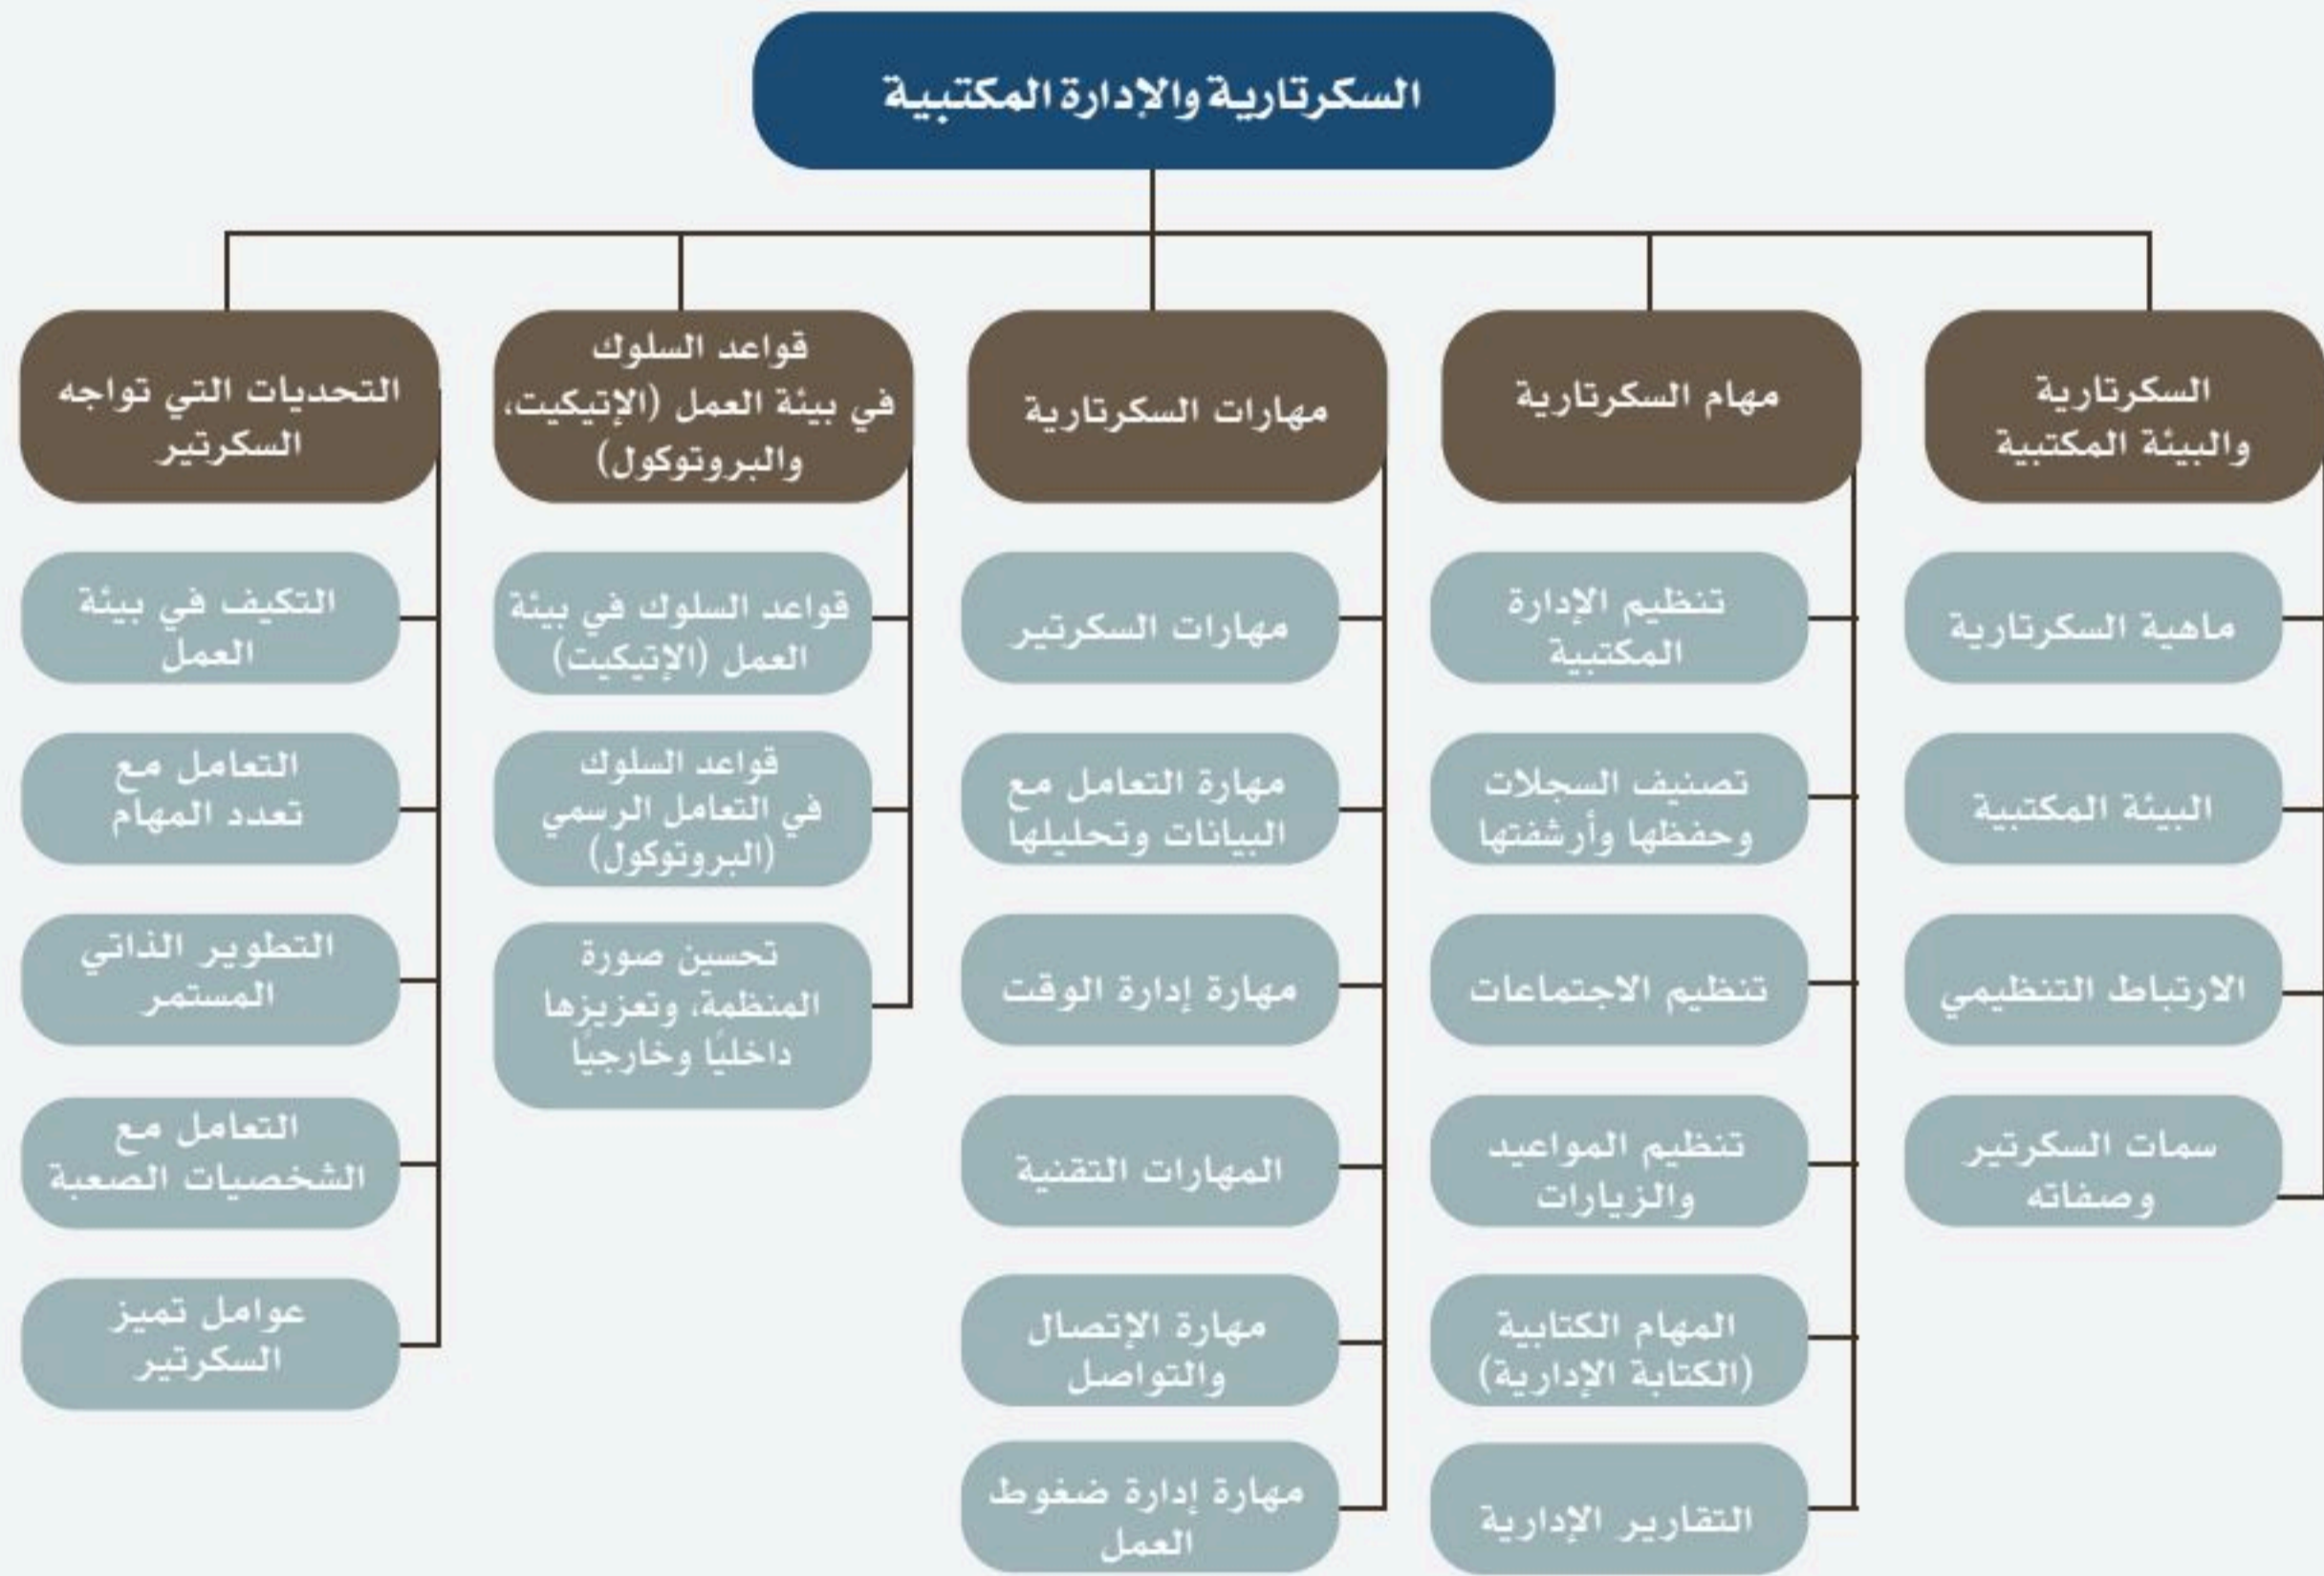 السكرتارية والإدارة المكتبية
السكرتارية
والبيئة المكتبية
ماهية السكرتارية
البيئة المكتبية
الارتباط التنظيمي
سمات السكرتير
وصفاته
مهام السكرتارية
تنظيم الإدارة
المكتبية
تصنيف السجلات
وحفظها وأرشفتها
تنظيم الاجتماعات
تنظيم المواعيد
والزيارات
المهام الكتابية
(الكتابة الإدارية)
التقارير الإدارية
مهارات السكرتارية
مهارات السكرتير
مهارة التعامل مع
البيانات وتحليلها
مهارة إدارة الوقت
المهارات التقنية
مهارة الإتصال
والتواصل
مهارة إدارة ضغوط
العمل
قواعد السلوك
في بيئة العمل (الإتيكيت،
والبروتوكول)
قواعد السلوك في بيئة
العمل (الإتيكيت)
قواعد السلوك
في التعامل الرسمي
(البروتوكول)
تحسين صورة
المنظمة، وتعزيزها
داخليًا وخارجيًا
التحديات التي تواجه
السكرتير
التكيف في بيئة
العمل
التعامل مع
تعدد المهام
التطوير الذاتي
المستمر
التعامل مع
الشخصيات الصعبة
عوامل تميز
السكرتير